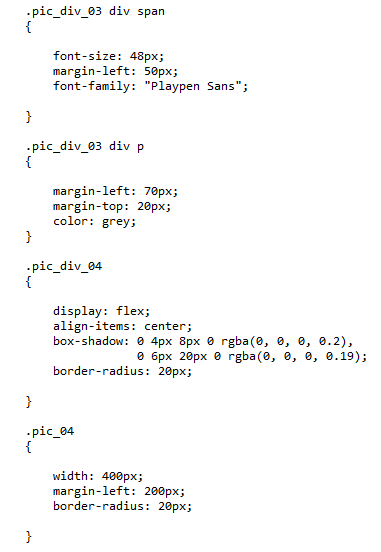 .pic_div_03 div span
{
font-size: 48px;
margin-left: 50px;
font-family: "Playpen Sans";
}
.pic_div_03 div p
{
margin-left: 70px;
margin-top: 20px;
color: grey;
}
.pic_div_04
{
display: flex;
align-items: center;
box-shadow: 0 4px 8px 0 rgba(0, 0, 0, 0.2),
0 6px 20px 0 rgba(0, 0, 0, 0.19);
border-radius: 20px;
}
.pic_04
{
width: 400px;
margin-left: 200px;
border-radius: 20px;
}